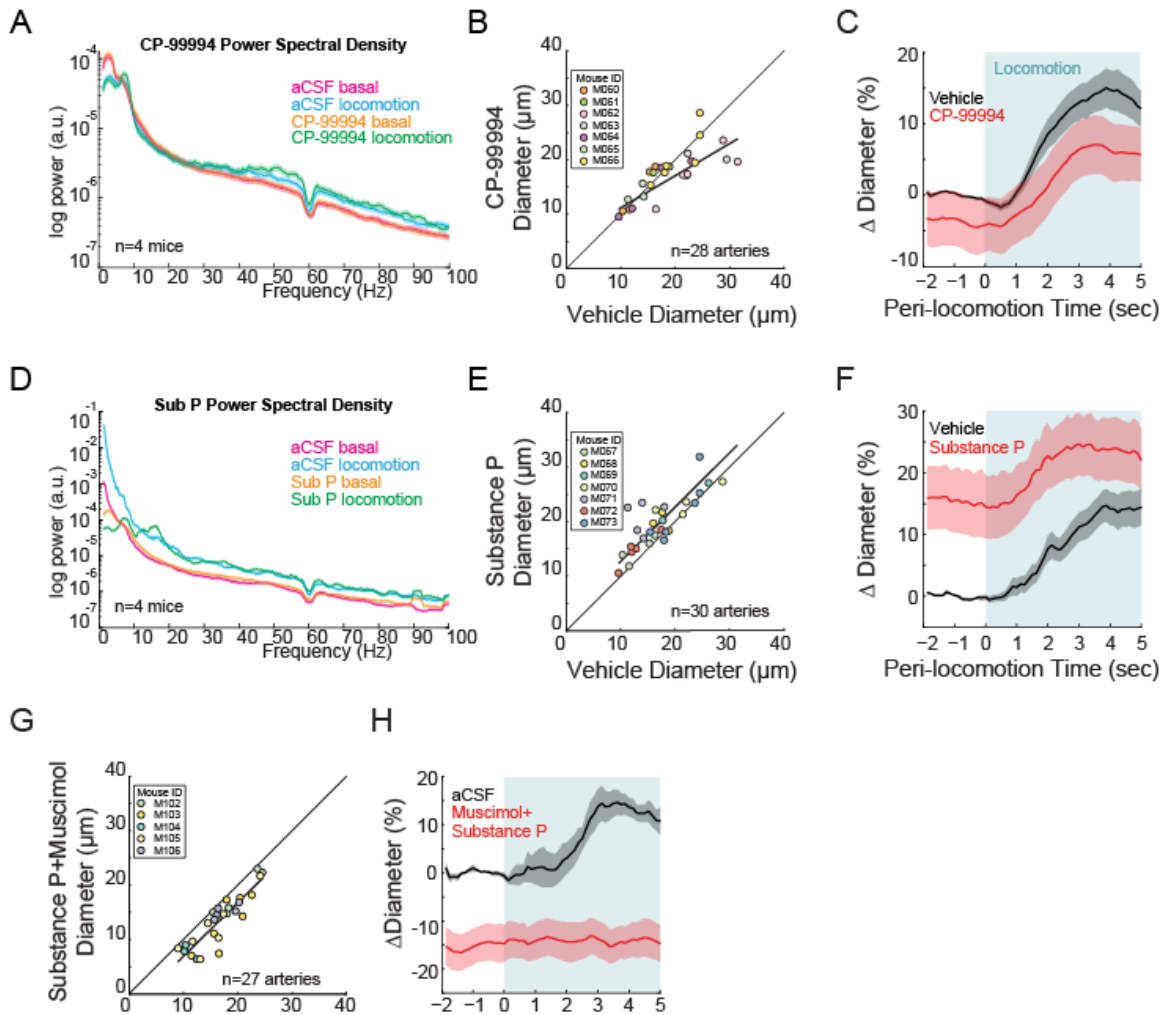 A
CP-99994 Power Spectral Density
aCSF basal
aCSF locomotion
CP-99994 basal
CP-99994 locomotion
log power (a.u.)
10-4
10-5
10-6
10-7
n=4 mice
0 10 20 30 40 50 60 70 80 90 100
Frequency (Hz)
B
CP-99994
Diameter (µm)
40
30
20
10
0
Mouse ID
M060
M061
M062
M063
M064
M065
M066
n=28 arteries
0 10 20 30 40
Vehicle Diameter (µm)
C
Δ Diameter (%)
20
10
0
-10
Locomotion
Vehicle
CP-99994
-2 -1 0 1 2 3 4 5
Peri-locomotion Time (sec)
D
Sub P Power Spectral Density
aCSF basal
aCSF locomotion
Sub P basal
Sub P locomotion
log power (a.u.)
10-1
10-2
10-3
10-4
10-5
10-6
10-7
n=4 mice
0 10 20 30 40 50 60 70 80 90 100
Frequency (Hz)
E
Substance P
Diameter (µm)
40
30
20
10
0
Mouse ID
M067
M068
M069
M070
M071
M072
M073
n=30 arteries
0 10 20 30 40
Vehicle Diameter (µm)
F
Δ Diameter (%)
30
20
10
0
Vehicle
Substance P
-2 -1 0 1 2 3 4 5
Peri-locomotion Time (sec)
G
Substance P+Muscimol
Diameter (µm)
40
30
20
10
0
Mouse ID
M102
M103
M104
M105
M106
n=27 arteries
0 10 20 30 40
H
ΔDiameter (%)
20
10
0
-10
-20
aCSF
Muscimol+
Substance P
−2 −1 0 1 2 3 4 5